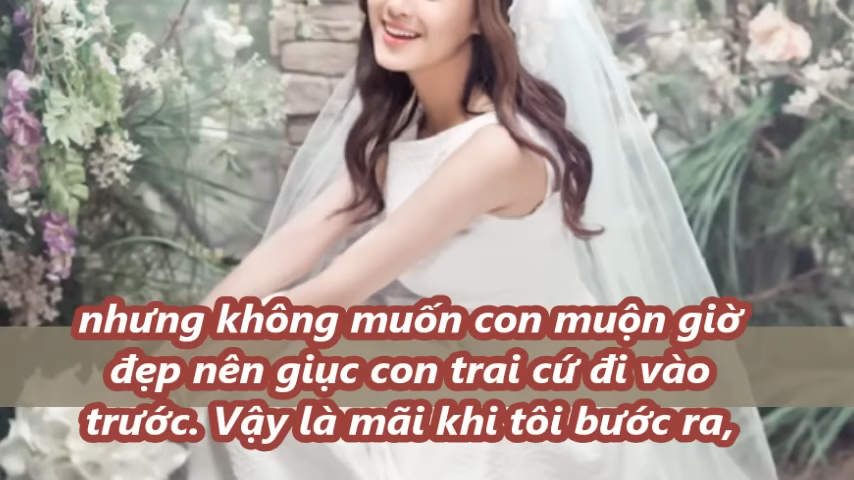 nhưng không muốn con muộn giờ
đẹp nên giục con trai cứ đi vào
trước. Vậy là mãi khi tôi bước ra,